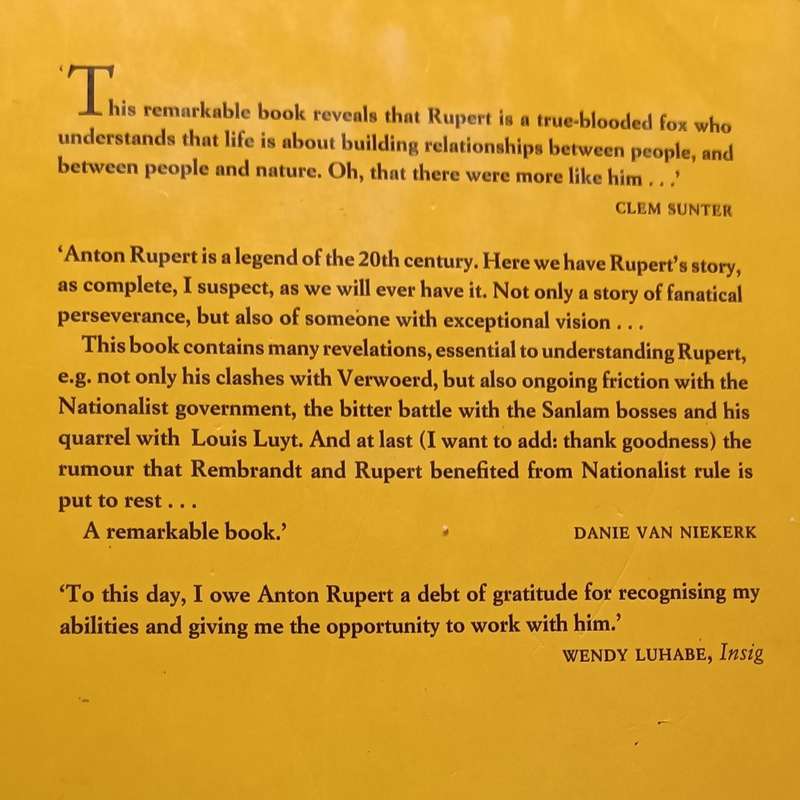 ‘This remarkable book reveals that Rupert is a true-blooded fox who
understands that life is about building relationships between people, and
between people and nature. Oh, that there were more like him . . .’
CLEM SUNTER
‘Anton Rupert is a legend of the 20th century. Here we have Rupert’s story,
as complete, I suspect, as we will ever have it. Not only a story of fanatical
perseverance, but also of someone with exceptional vision . . .
This book contains many revelations, essential to understanding Rupert,
e.g. not only his clashes with Verwoerd, but also ongoing friction with the
Nationalist government, the bitter battle with the Sanlam bosses and his
quarrel with Louis Luyt. And at last (I want to add: thank goodness) the
rumour that Rembrandt and Rupert benefited from Nationalist rule is
put to rest . . .
A remarkable book.’ DANIE VAN NIEKERK
‘To this day, I owe Anton Rupert a debt of gratitude for recognising my
abilities and giving me the opportunity to work with him.’
WENDY LUHABE, Insig